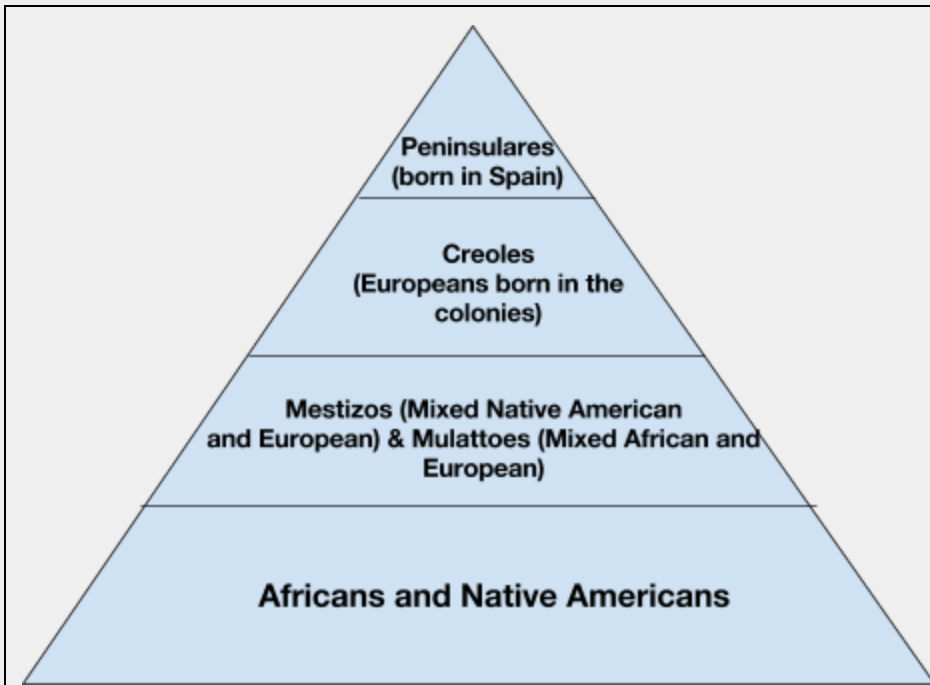 Peninsulares
(born in Spain)
Creoles
(Europeans born in the
colonies)
Mestizos (Mixed Native American
and European) & Mulattoes (Mixed African and
European)
Africans and Native Americans